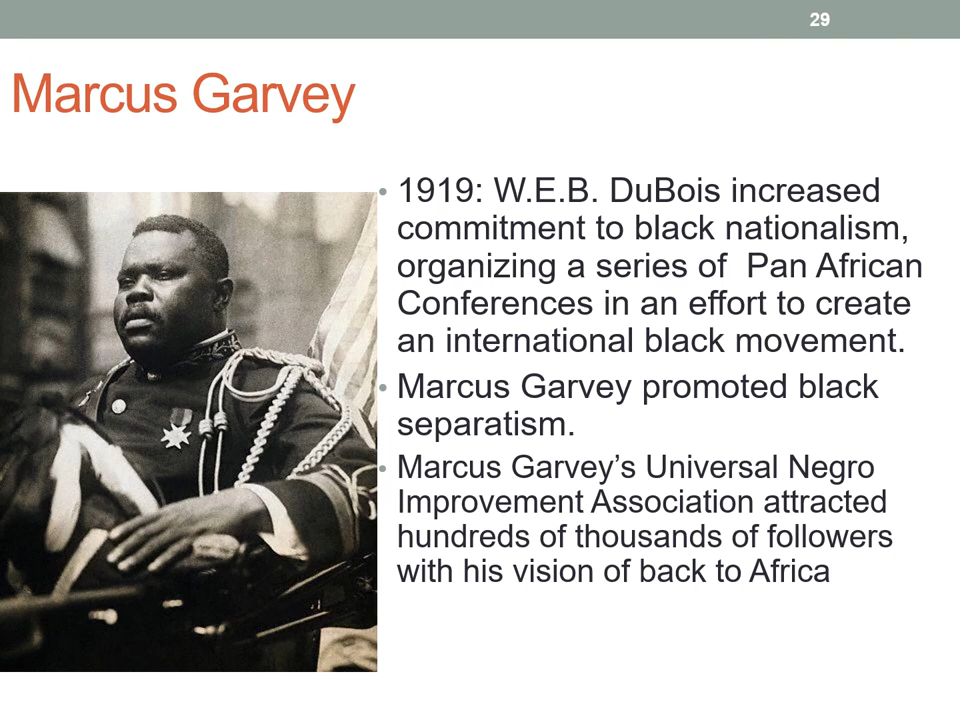 29
Marcus Garvey
• 1919: W.E.B. DuBois increased
commitment to black nationalism,
organizing a series of  Pan African
Conferences in an effort to create
an international black movement.
• Marcus Garvey promoted black
separatism.
• Marcus Garvey’s Universal Negro
Improvement Association attracted
hundreds of thousands of followers
with his vision of back to Africa